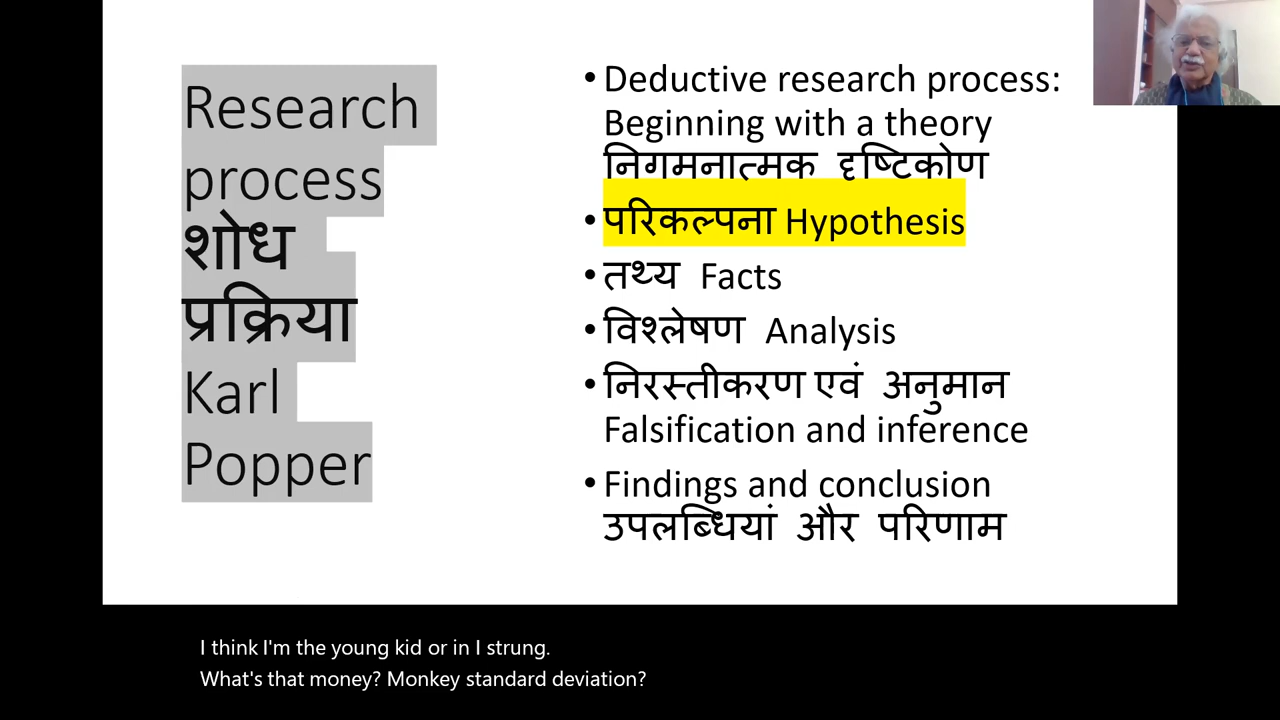 Research
process
शोध
प्रक्रिया
Karl
Popper
• Deductive research process:
Beginning with a theory
निगमनात्मक दृष्टिकोण
• परिकल्पना Hypothesis
• तथ्य Facts
• विश्लेषण Analysis
• निरस्तीकरण एवं अनुमान
Falsification and inference
• Findings and conclusion
उपलब्धियां और परिणाम
I think I'm the young kid or in I strung.
What's that money? Monkey standard deviation?